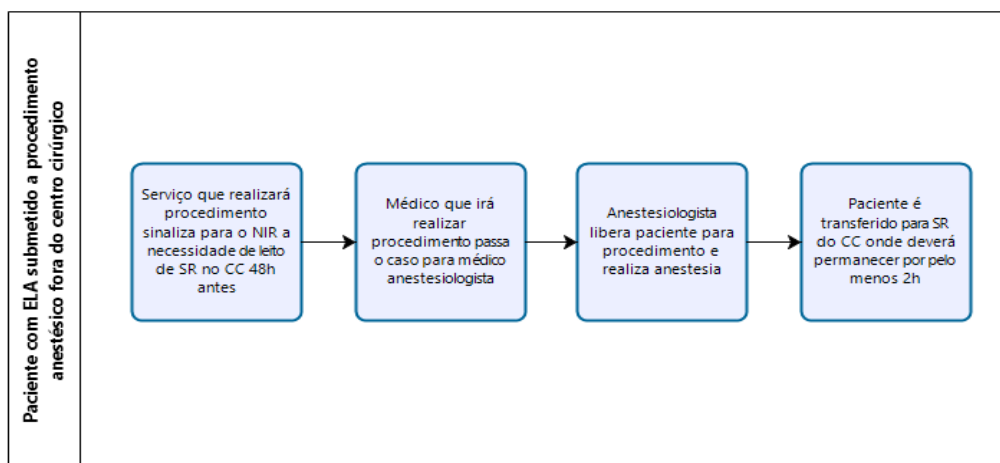 Paciente com ELA submetido a procedimento
anestésico fora do centro cirúrgico
Serviço que realizará
procedimento
sinaliza para o NIR a
necessidade de leito
de SR no CC 48h
antes
Médico que irá
realizar
procedimento passa
o caso para médico
anestesiologista
Anestesiologista
libera paciente para
procedimento e
realiza anestesia
Paciente é
transferido para SR
do CC onde deverá
permanecer por pelo
menos 2h